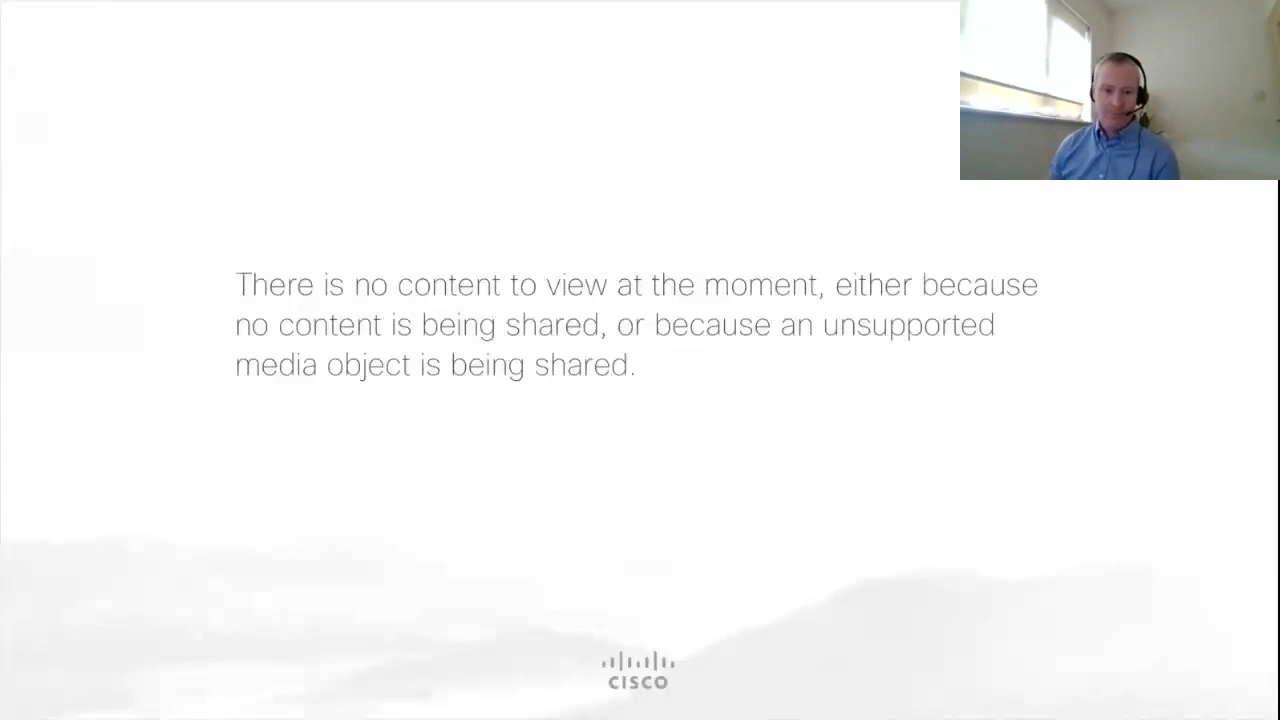 There is no content to view at the moment, either because
no content is being shared, or because an unsupported
media object is being shared.
CISCO